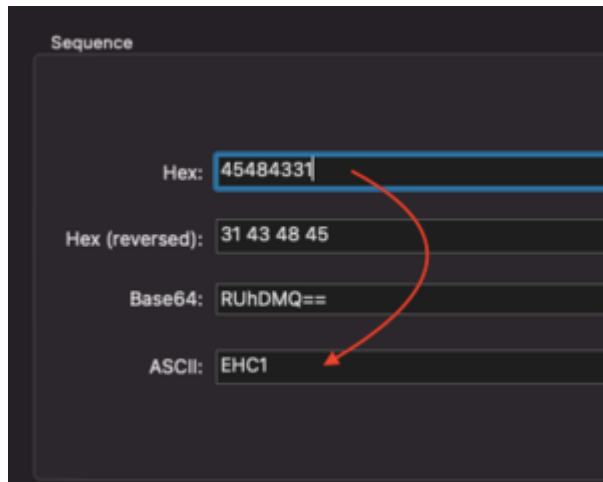 Sequence
Hex: 45484331
Hex (reversed): 31 43 48 45
Base64: RUhDMQ==
ASCII: EHC1